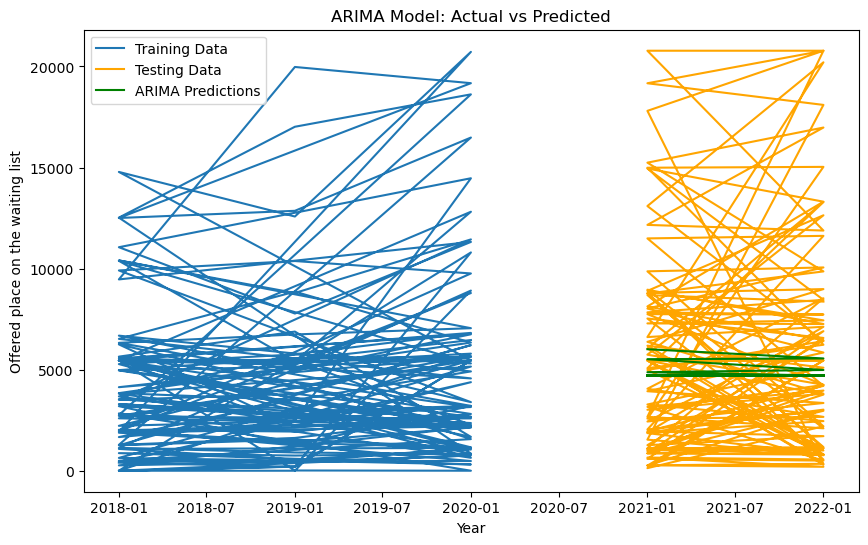 ARIMA Model: Actual vs Predicted
Training Data
Testing Data
ARIMA Predictions
Offered place on the waiting list
20000
15000
10000
5000
0
2018-01 2018-07 2019-01 2019-07 2020-01 2020-07 2021-01 2021-07 2022-01
Year